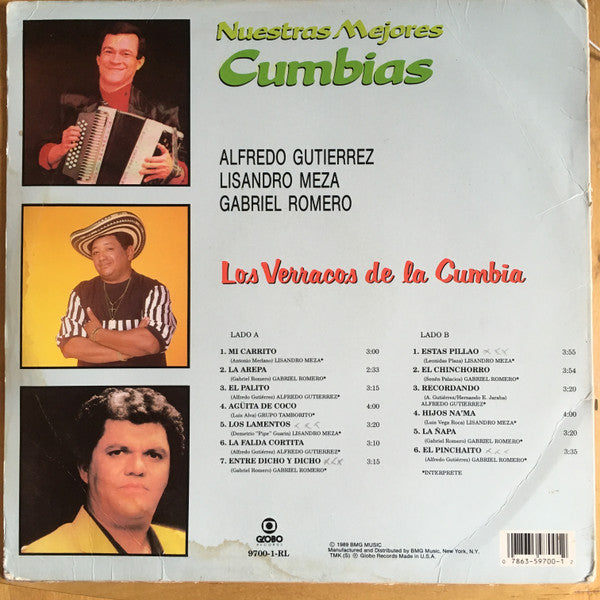 Nuestras Mejores
Cumbias
ALFREDO GUTIERREZ
LISANDRO MEZA
GABRIEL ROMERO
Los Verracos de la Cumbia
LADO A
1. MI CARRITO 3:00
(Antonio Merlano) LISANDRO MEZA*
2. LA AREPA 2:33
(Gabriel Romero) GABRIEL ROMERO*
3. EL PALITO 3:15
(Alfredo Gutiérrez) ALFREDO GUTIERREZ*
4. AGÜITA DE COCO 4:00
(Luis Alva) GRUPO TAMBORITO*
5. LOS LAMENTOS xxx 3:20
(Demetrio "Pipe" Guarín) LISANDRO MEZA*
6. LA FALDA CORTITA 3:10
(Alfredo Gutiérrez) ALFREDO GUTIERREZ*
7. ENTRE DICHO Y DICHO xxx 3:15
(Gabriel Romero) GABRIEL ROMERO*
LADO B
1. ESTAS PILLAO xxx 3:55
(Leonidas Plaza) LISANDRO MEZA*
2. EL CHINCHORRO 3:54
(Senén Palacios) GABRIEL ROMERO*
3. RECORDANDO 3:20
(A. Gutiérrez/Hernando E. Jaraba)
ALFREDO GUTIERREZ*
4. HIJOS NA'MA 4:00
(Luis Vega Roca) LISANDRO MEZA*
5. LA ÑAPA 3:20
(Gabriel Romero) GABRIEL ROMERO*
6. EL PINCHAITO xxx 3:35
(Alfredo Gutiérrez) GABRIEL ROMERO*
*INTERPRETE
GLOBO
RECORDS
9700-1-RL
© 1989 BMG MUSIC
Manufactured and Distributed by BMG Music, New York, N.Y.
TMK (S) ℗ Globo Records Made in U.S.A.
0 7863-59700-1 2